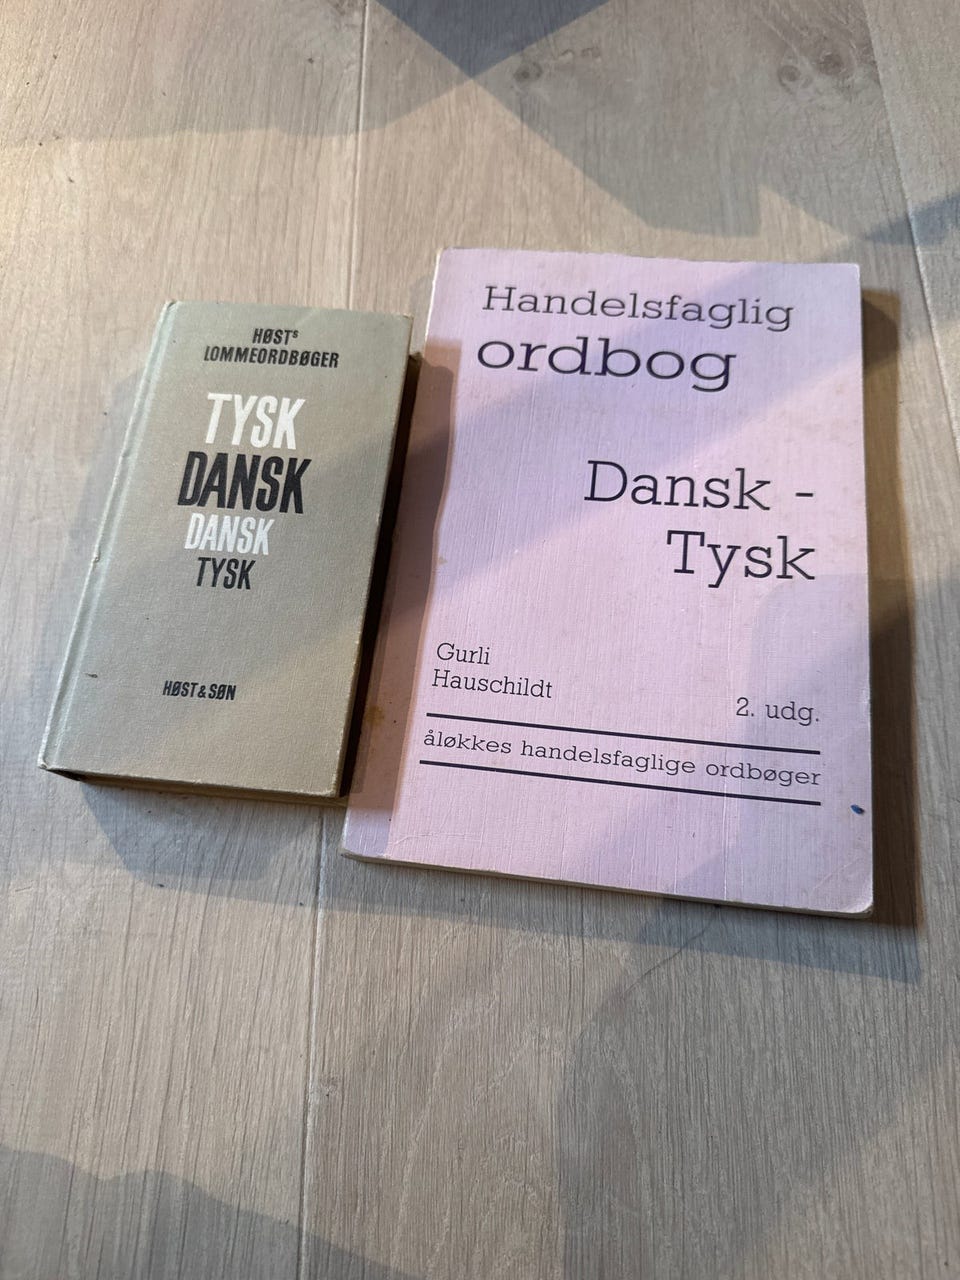 HØSTS
LOMMEORDBØGER
TYSK
DANSK
DANSK
TYSK
HØST & SØN
Handelsfaglig
ordbog
Dansk -
Tysk
Gurli
Hauschildt
2. udg.
åløkkes handelsfaglige ordbøger